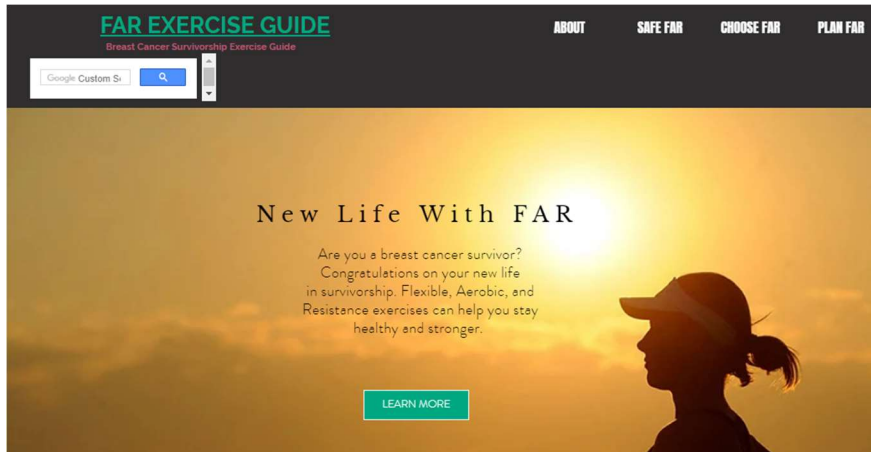 FAR EXERCISE GUIDE
Breast Cancer Survivorship Exercise Guide
ABOUT
SAFE FAR
CHOOSE FAR
PLAN FAR
Google Custom S
New Life With FAR
Are you a breast cancer survivor?
Congratulations on your new life
in survivorship. Flexible, Aerobic, and
Resistance exercises can help you stay
healthy and stronger.
LEARN MORE